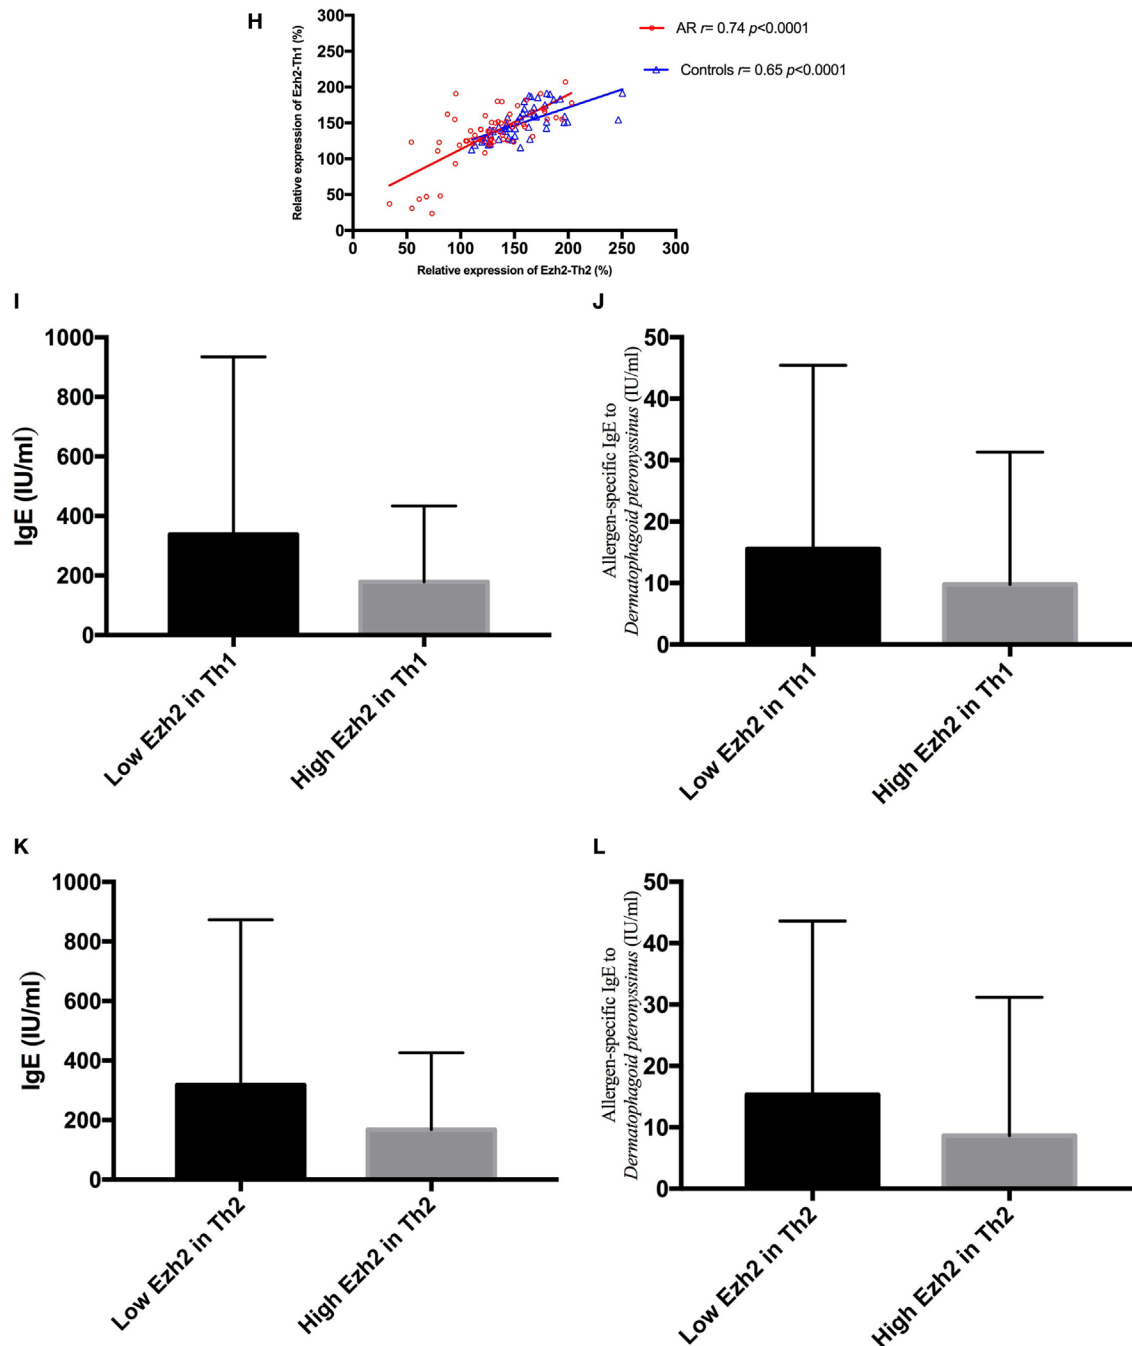 H
300
250
200
150
100
50
0
Relative expression of Ezh2-Th1 (%)
0 50 100 150 200 250 300
Relative expression of Ezh2-Th2 (%)
AR r= 0.74 p<0.0001
Controls r= 0.65 p<0.0001
I
1000
800
600
400
200
0
IgE (IU/ml)
Low Ezh2 in Th1
High Ezh2 in Th1
J
50
40
30
20
10
0
Allergen-specific IgE to
Dermatophagoid pteronyssinus (IU/ml)
Low Ezh2 in Th1
High Ezh2 in Th1
K
1000
800
600
400
200
0
IgE (IU/ml)
Low Ezh2 in Th2
High Ezh2 in Th2
L
50
40
30
20
10
0
Allergen-specific IgE to
Dermatophagoid pteronyssinus (IU/ml)
Low Ezh2 in Th2
High Ezh2 in Th2